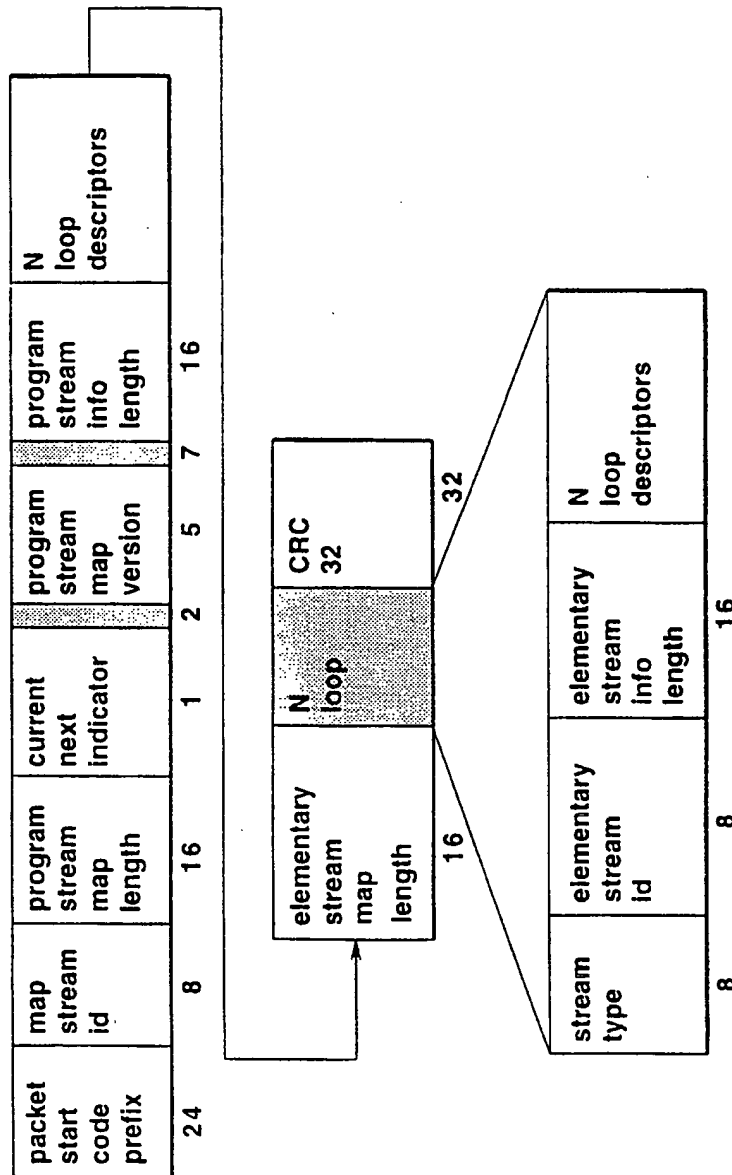 packet
start
code
prefix
24
map
stream
id
8
program
stream
map
length
16
current
next
indicator
1
2
program
stream
map
version
5
7
program
stream
info
length
16
N
loop
descriptors
elementary
stream
map
length
16
N
loop
CRC
32
32
stream
type
8
elementary
stream
id
8
elementary
stream
info
length
16
N
loop
descriptors